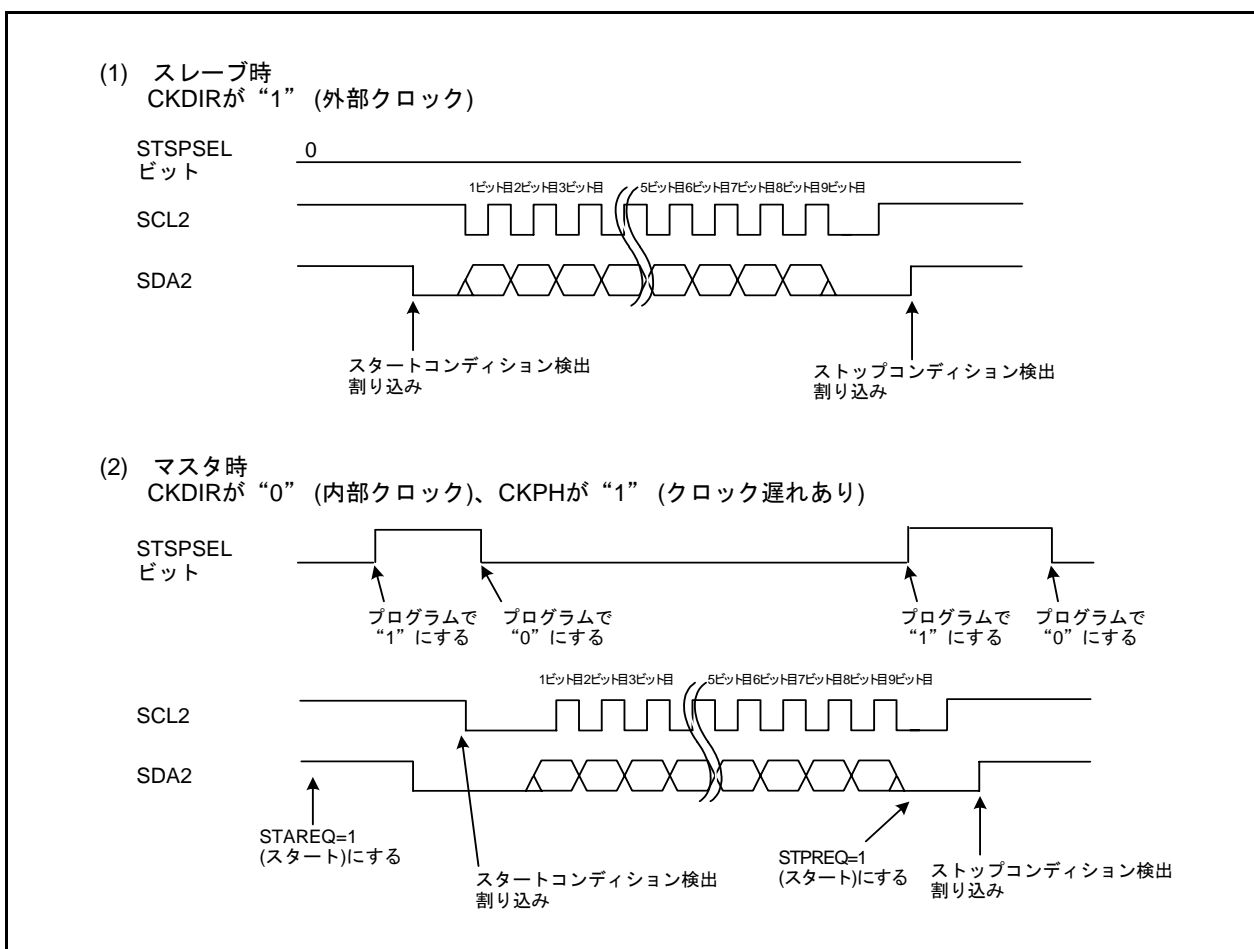 (1) スレーブ時
CKDIRが“1” (外部クロック)
STSPSEL
ビット
0
1ビット目2ビット目3ビット目 5ビット目6ビット目7ビット目8ビット目9ビット目
SCL2
SDA2
スタートコンディション検出
割り込み
ストップコンディション検出
割り込み
(2) マスタ時
CKDIRが“0” (内部クロック)、CKPHが“1” (クロック遅れあり)
STSPSEL
ビット
プログラムで
“1”にする
プログラムで
“0”にする
プログラムで
“1”にする
プログラムで
“0”にする
1ビット目2ビット目3ビット目 5ビット目6ビット目7ビット目8ビット目9ビット目
SCL2
SDA2
STAREQ=1
(スタート)にする
スタートコンディション検出
割り込み
STPREQ=1
(スタート)にする
ストップコンディション検出
割り込み